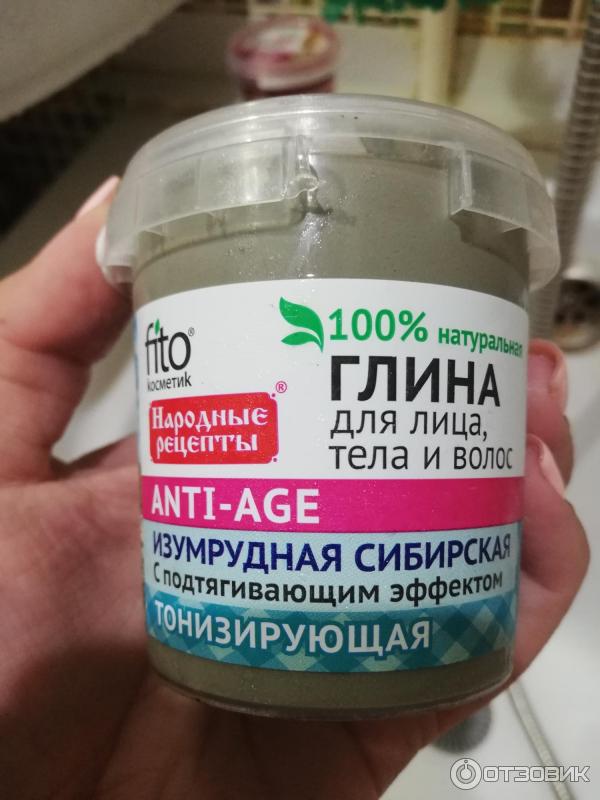 fito®
косметик
Народные
рецепты®
100% натуральная
ГЛИНА
для лица,
тела и волос
ANTI-AGE
ИЗУМРУДНАЯ СИБИРСКАЯ
С подтягивающим эффектом
ТОНИЗИРУЮЩАЯ
ОТЗОВИК